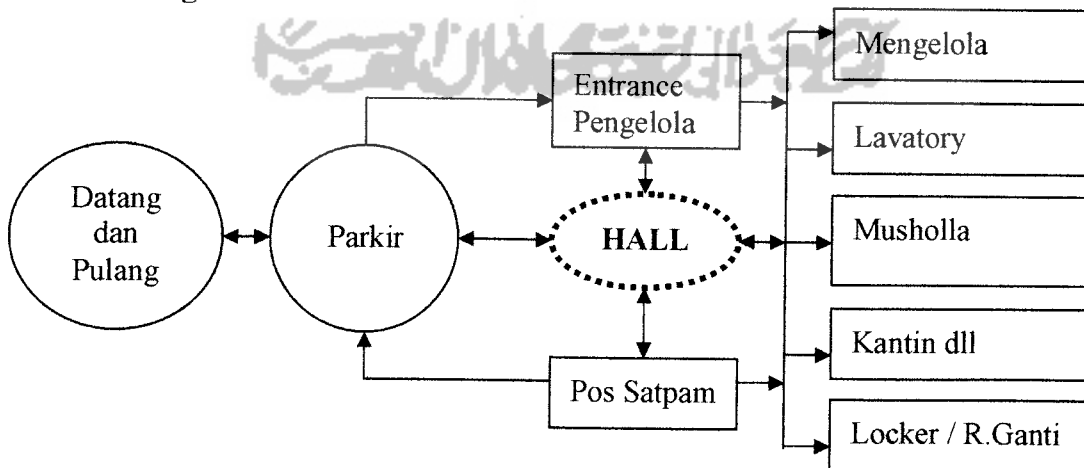 Datang
dan
Pulang
Parkir
Entrance
Pengelola
HALL
Pos Satpam
Mengelola
Lavatory
Musholla
Kantin dll
Locker / R.Ganti